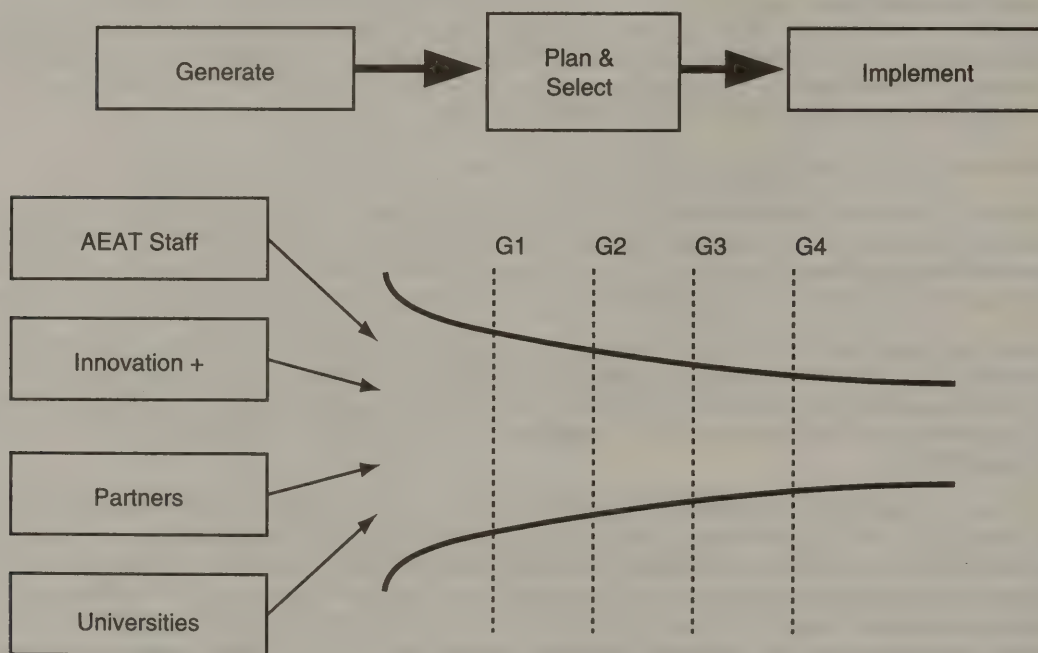 Generate
Plan &
Select
Implement
AEAT Staff
G1 G2 G3 G4
Innovation +
Partners
Universities